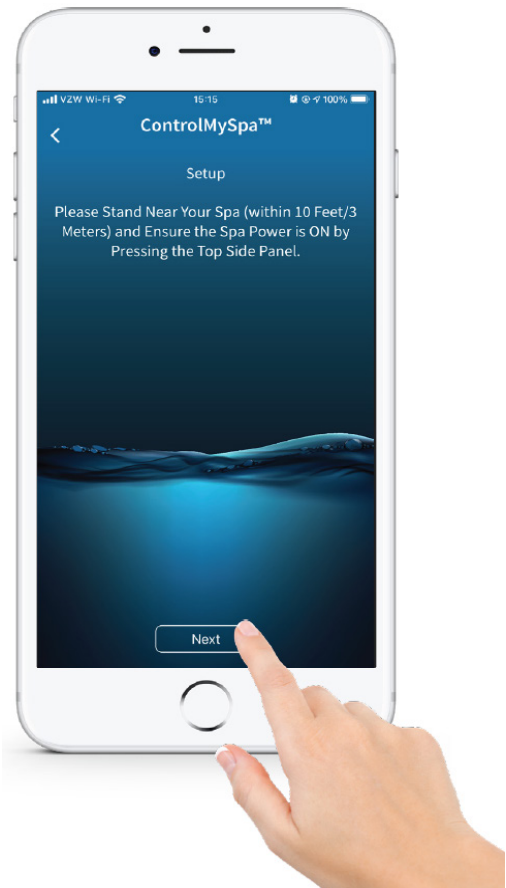 VZW Wi-Fi 15:15 100%
ControlMySpa™
Setup
Please Stand Near Your Spa (within 10 Feet/3
Meters) and Ensure the Spa Power is ON by
Pressing the Top Side Panel.
Next